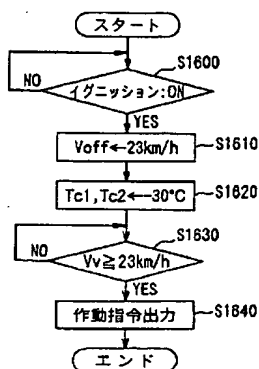 スタート
S1600
NO
イグニッション:ON
YES
Voff←23km/h
S1610
Tc1,Tc2←-30°C
S1620
S1630
NO
Vv≧23km/h
YES
作動指令出力
S1640
エンド